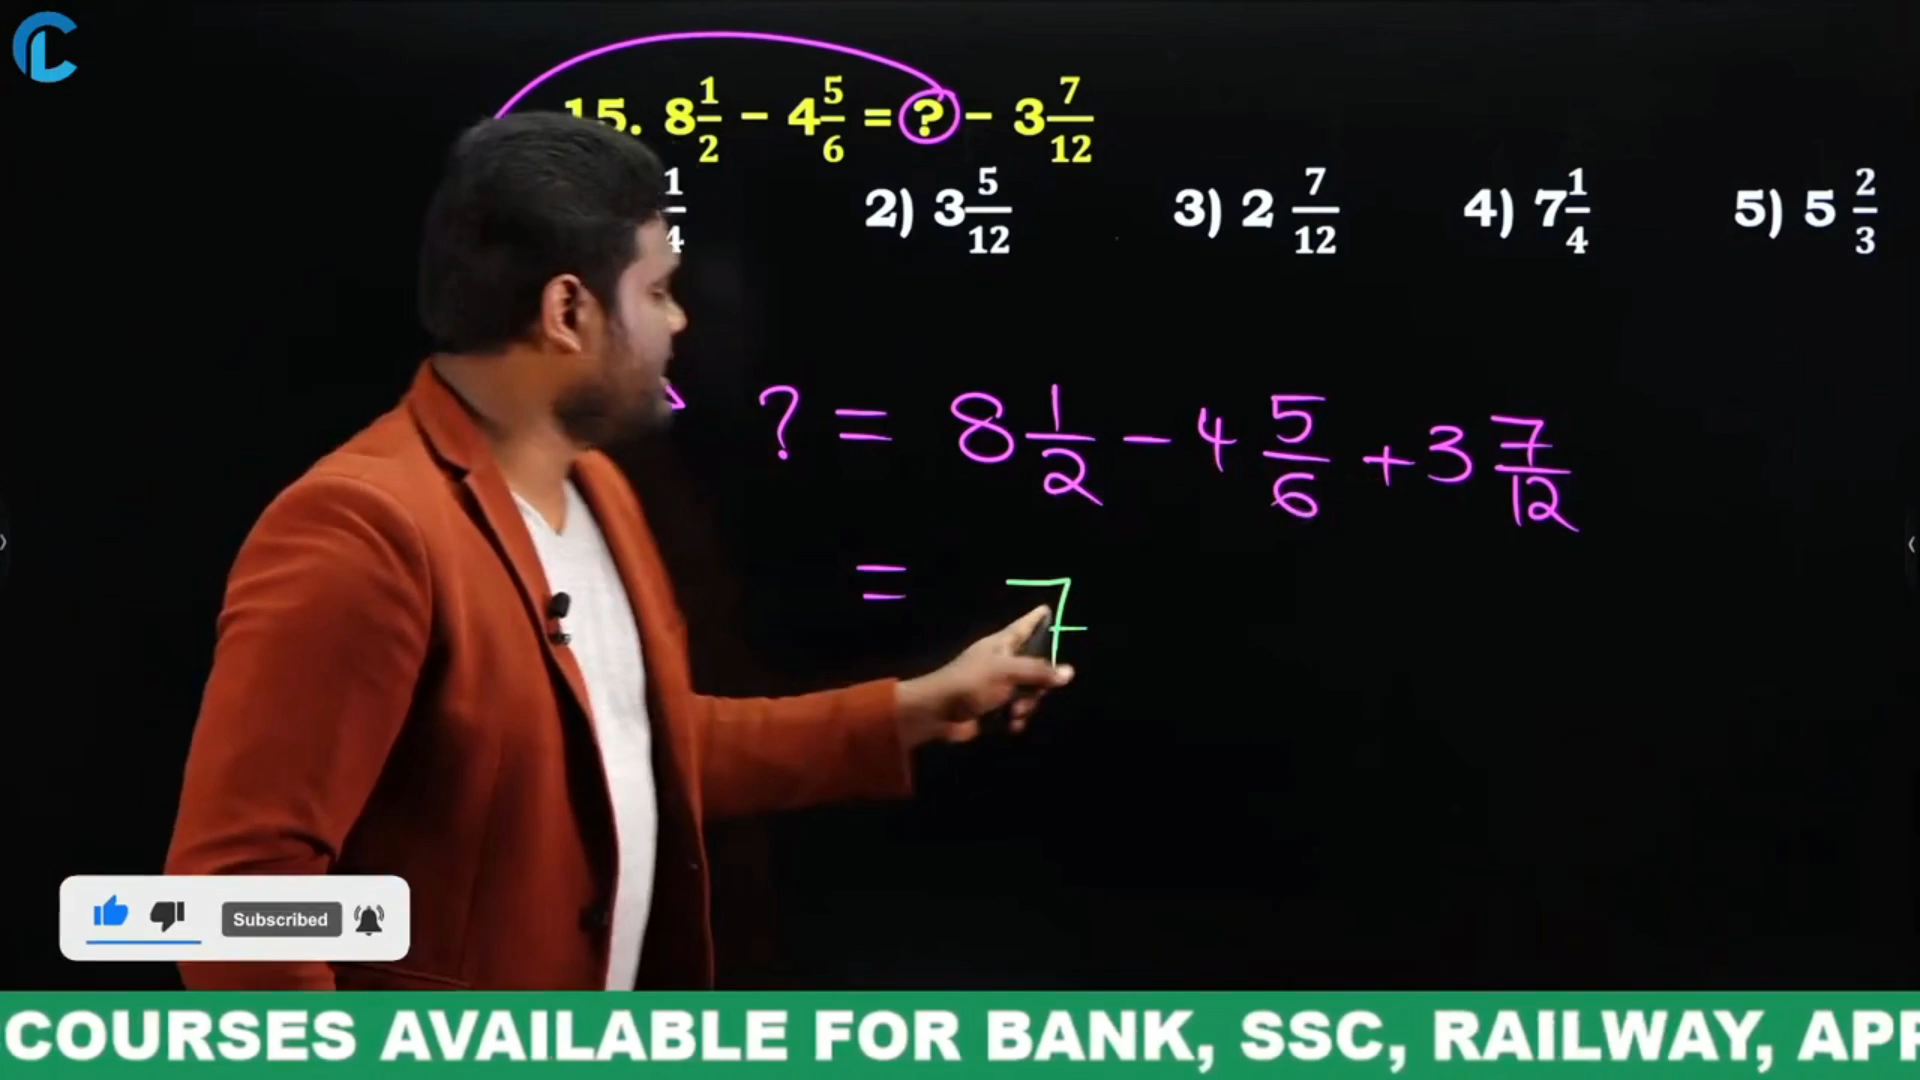 15. 8 1/2 - 4 5/6 = ? - 3 7/12
1/4 2) 3 5/12 3) 2 7/12 4) 7 1/4 5) 5 2/3
? = 8 1/2 - 4 5/6 + 3 7/12
= 7
Subscribed
COURSES AVAILABLE FOR BANK, SSC, RAILWAY,